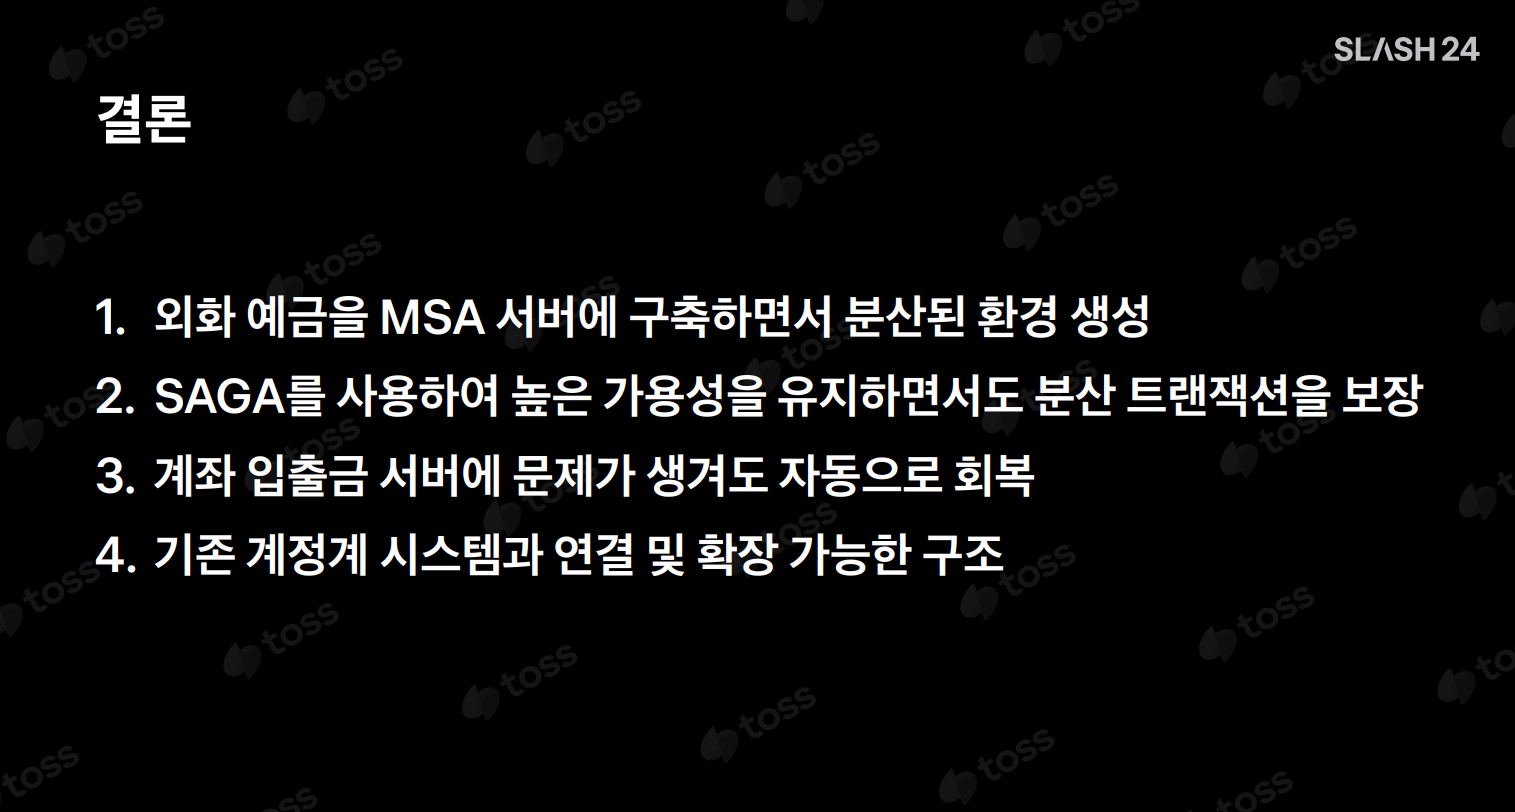 SLASH 24
결론
1. 외화 예금을 MSA 서버에 구축하면서 분산된 환경 생성
2. SAGA를 사용하여 높은 가용성을 유지하면서도 분산 트랜잭션을 보장
3. 계좌 입출금 서버에 문제가 생겨도 자동으로 회복
4. 기존 계정계 시스템과 연결 및 확장 가능한 구조
toss